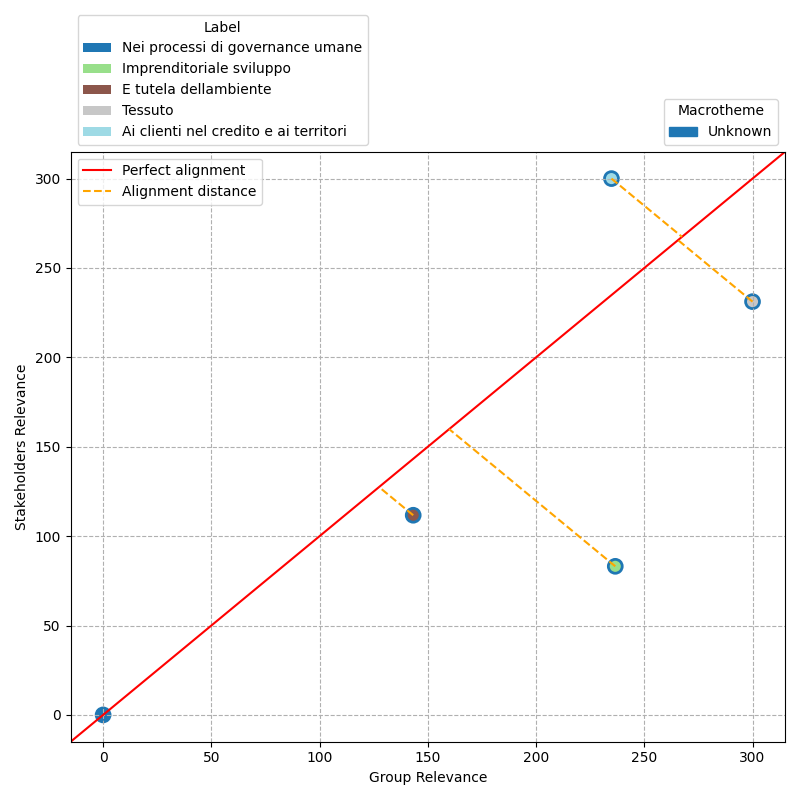 Label
Nei processi di governance umane
Imprenditoriale sviluppo
E tutela dellambiente
Tessuto
Ai clienti nel credito e ai territori
Macrotheme
Unknown
Perfect alignment
Alignment distance
300
250
200
150
100
50
0
Stakeholders Relevance
0 50 100 150 200 250 300
Group Relevance